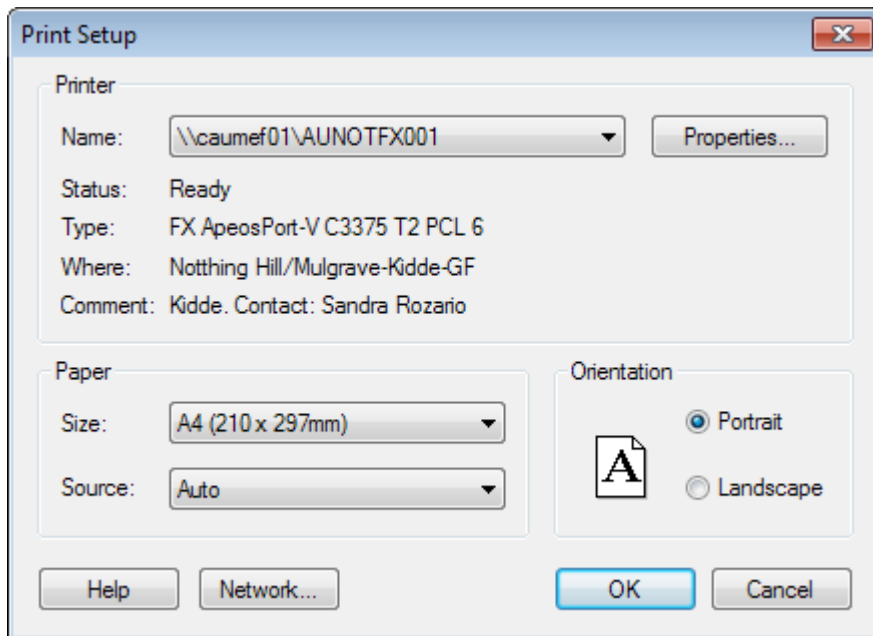 Print Setup
Printer
Name: \\caumef01\AUNOTFX001 Properties...
Status: Ready
Type: FX ApeosPort-V C3375 T2 PCL 6
Where: Notthing Hill/Mulgrave-Kidde-GF
Comment: Kidde. Contact: Sandra Rozario
Paper
Size: A4 (210 x 297mm)
Source: Auto
Orientation
A
Portrait
Landscape
Help Network... OK Cancel